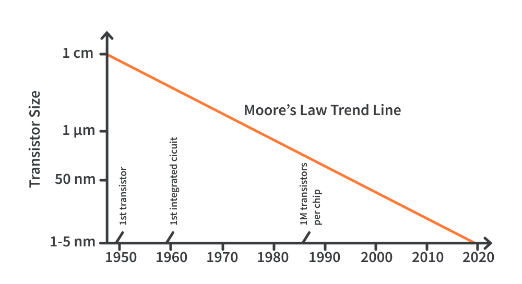 1 cm
Moore's Law Trend Line
1 µm
50 nm
1-5 nm
Transistor Size
1st transistor
1st integrated cicuit
1M transistors
per chip
1950 1960 1970 1980 1990 2000 2010 2020